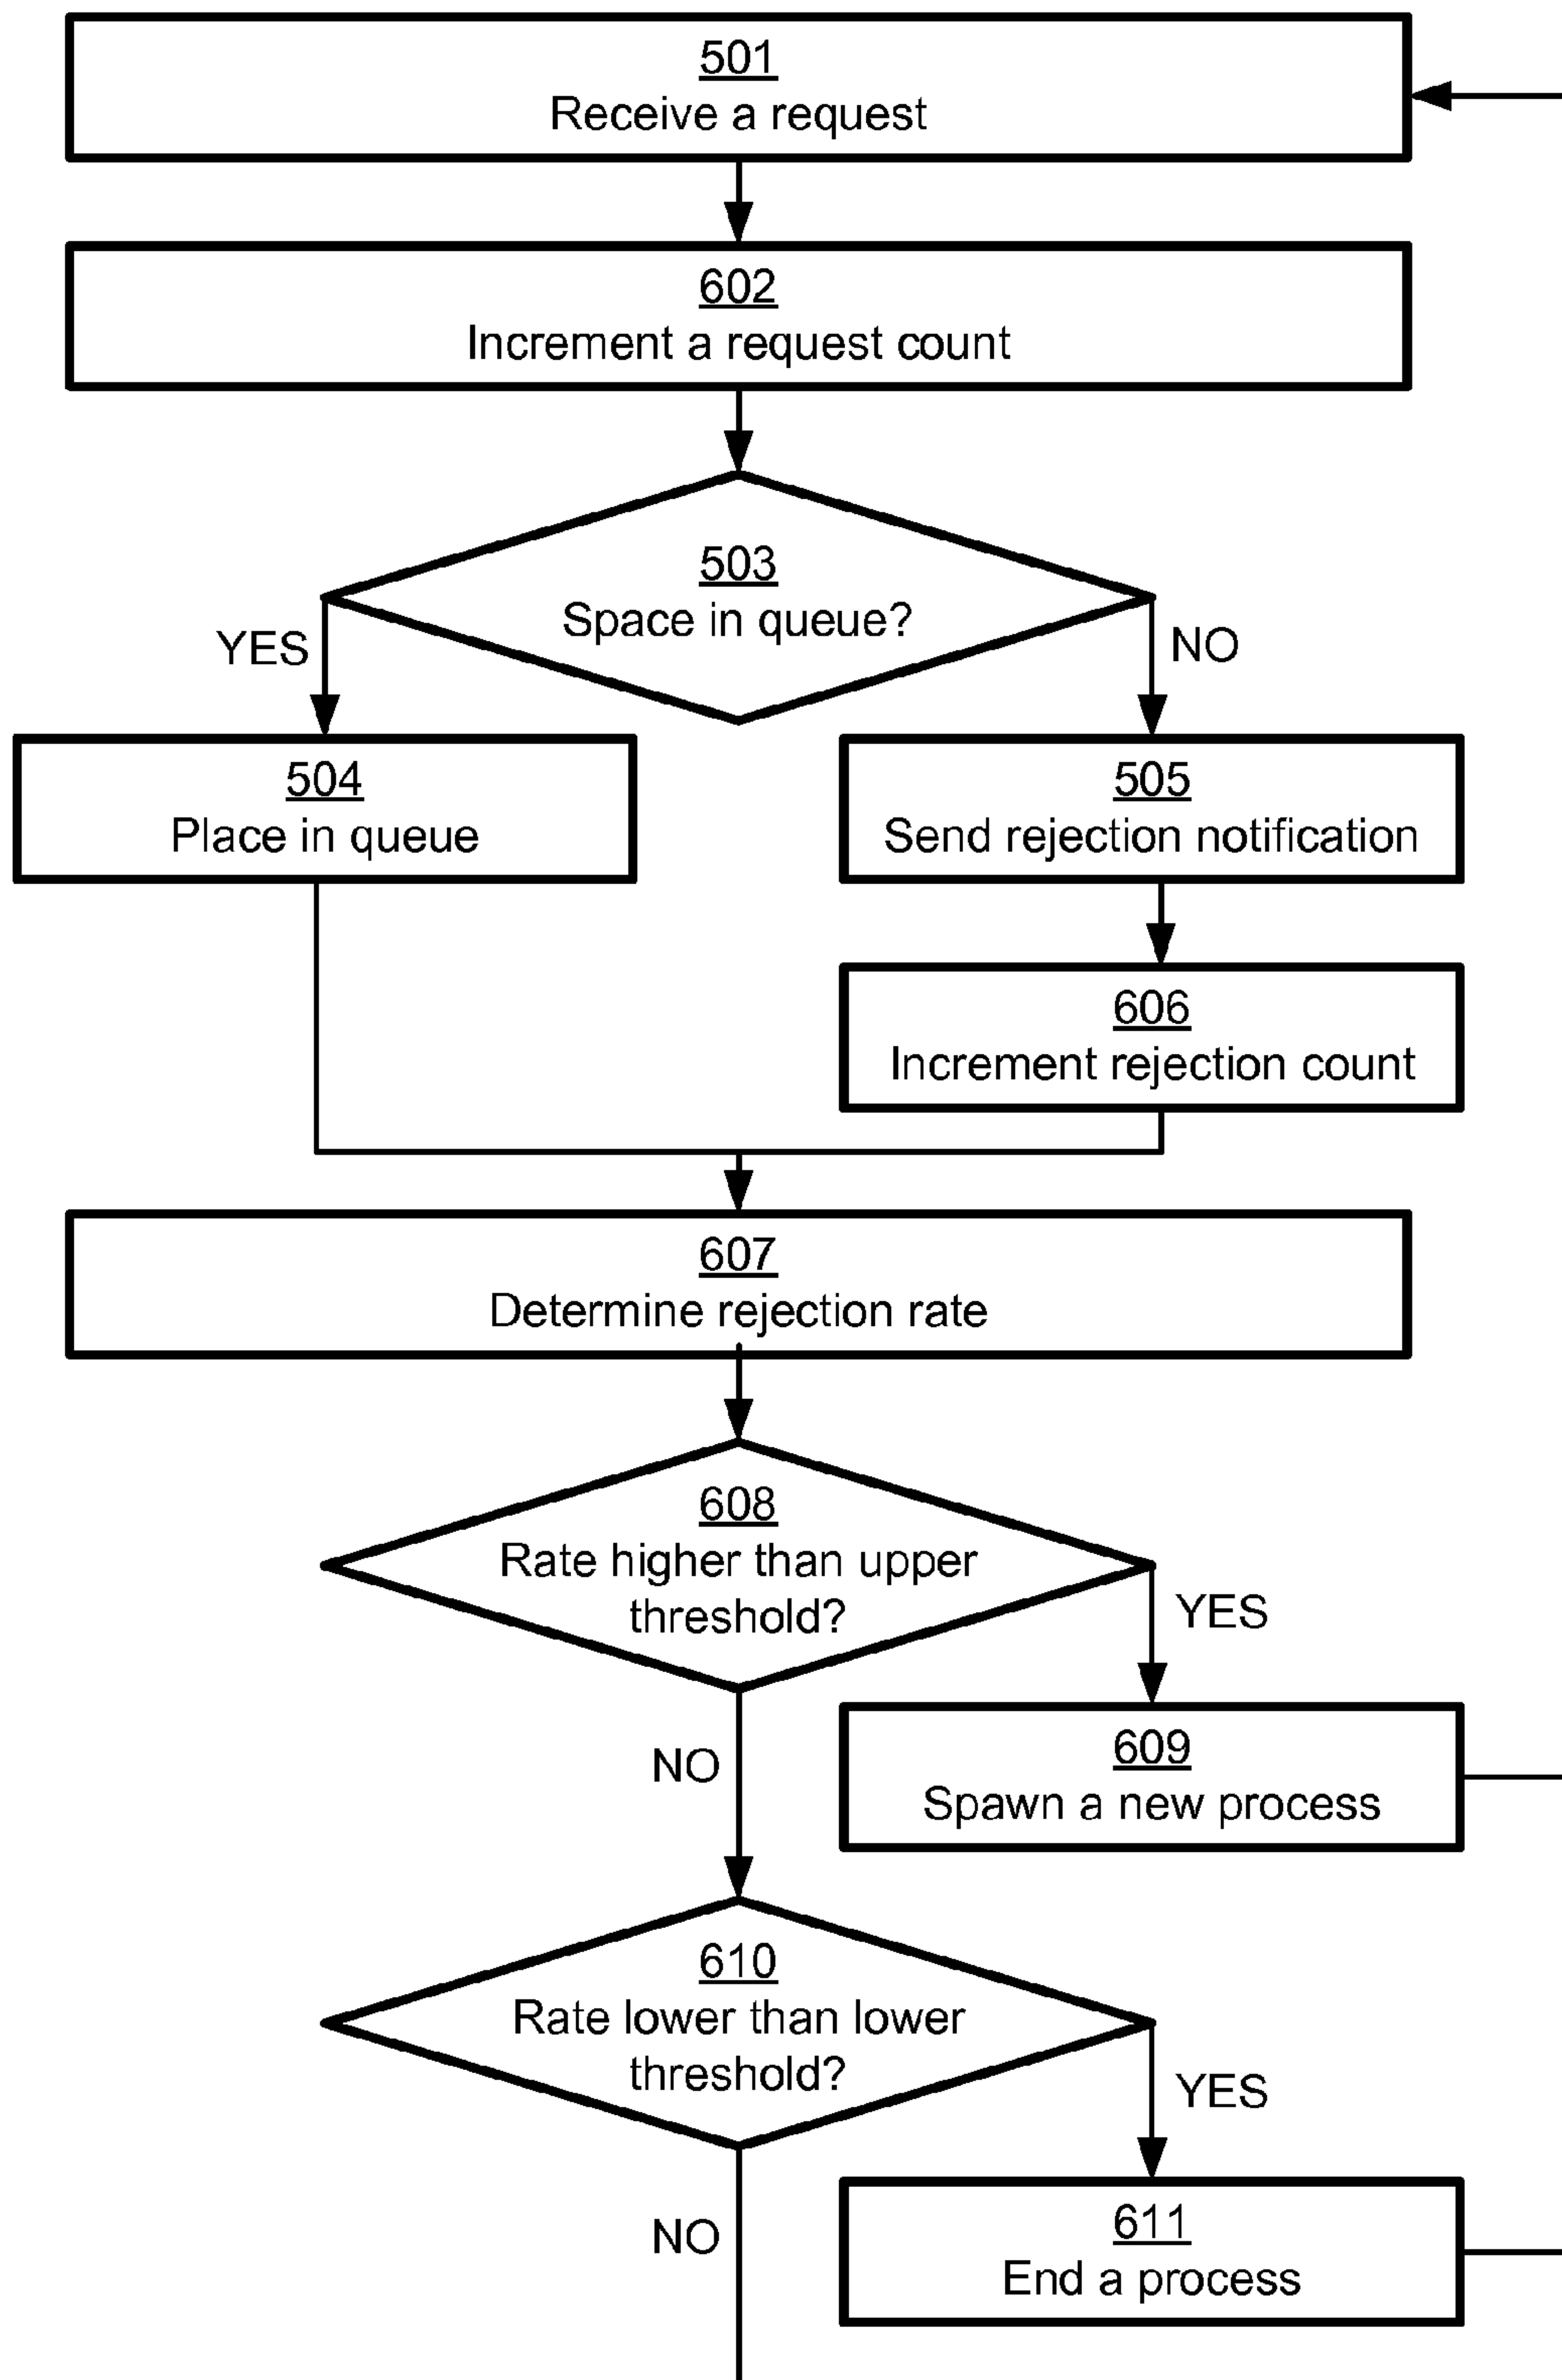 501
Receive a request
602
Increment a request count
503
Space in queue?
YES
NO
504
Place in queue
505
Send rejection notification
606
Increment rejection count
607
Determine rejection rate
608
Rate higher than upper
threshold?
YES
NO
609
Spawn a new process
610
Rate lower than lower
threshold?
YES
NO
611
End a process